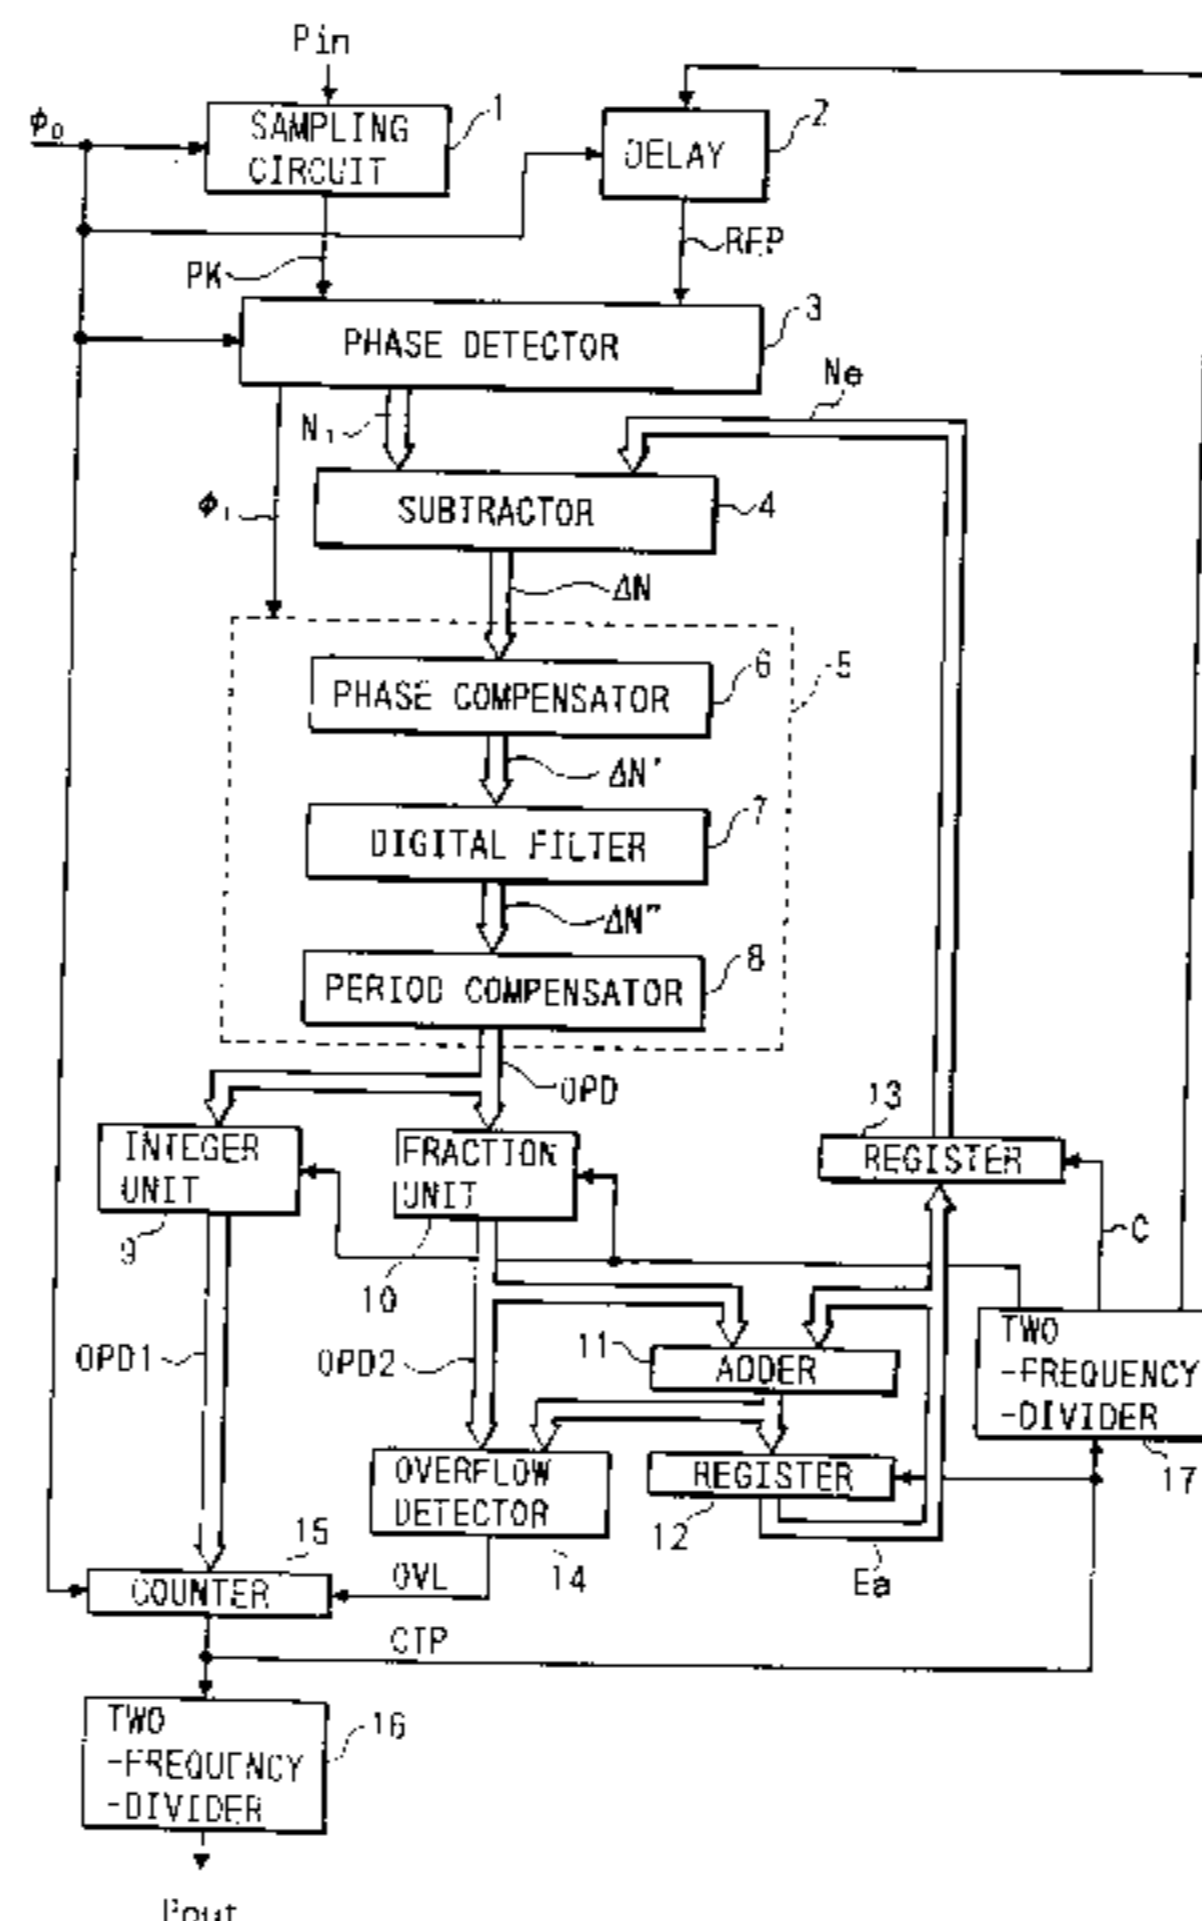 Pin
φ₀
SAMPLING
CIRCUIT
1
DELAY
2
PK
REP
PHASE DETECTOR
3
Ne
N₁
SUBTRACTOR
4
φ₁
ΔN
PHASE COMPENSATOR
6
5
ΔN'
DIGITAL FILTER
7
ΔN"
PERIOD COMPENSATOR
8
OPD
INTEGER
UNIT
9
FRACTION
UNIT
10
13
REGISTER
C
OPD1
OPD2
11
ADDER
TWO
-FREQUENCY
-DIVIDER
17
OVERFLOW
DETECTOR
14
REGISTER
12
Ea
15
COUNTER
OVL
CTP
TWO
-FREQUENCY
-DIVIDER
16
Pout